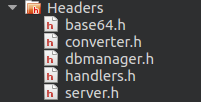 Headers
base64.h
converter.h
dbmanager.h
handlers.h
server.h